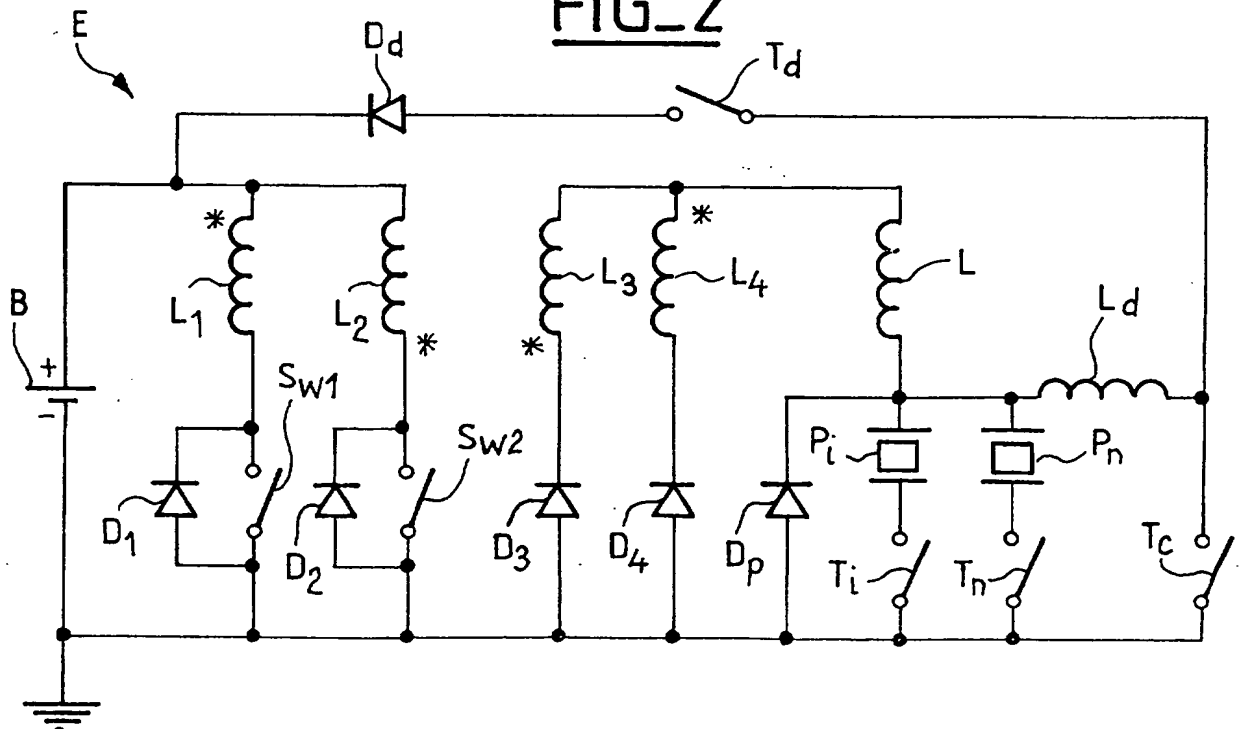 FIG_2
E
Dd
Td
*
*
L1
L2
*
L3
*
L4
L
Ld
B
+
-
SW1
SW2
Pi
Pn
D1
D2
D3
D4
Dp
Ti
Tn
Tc